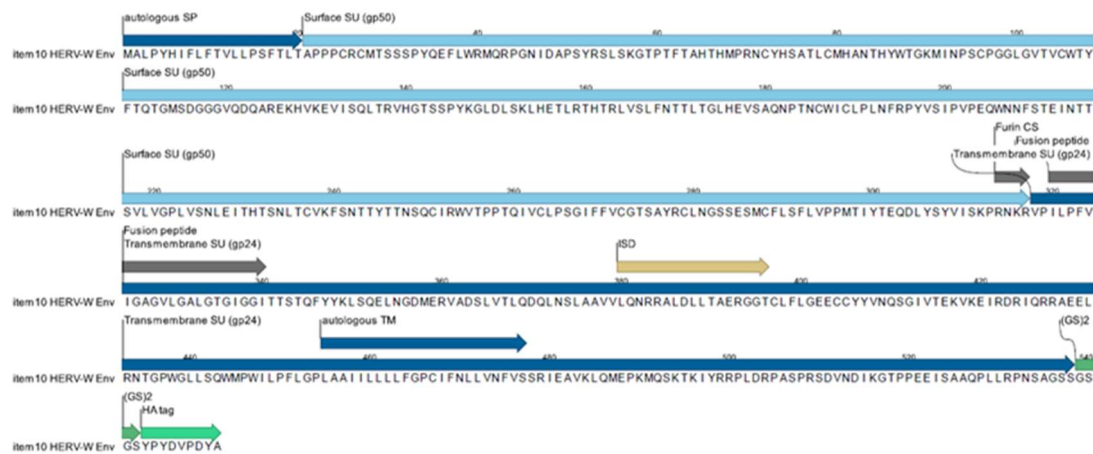 autologous SP Surface SU (gp50)
40 60 80 100
item10 HERV-W Env MALPYHIFLFTVLLPSFTLTAPPPCRCMTSSSPYQEFLWRMQRPGNIDAPSYRSLSKGTPTFTAHTHMPRNCYHSATLCMHANTHYWTGKMINPSCPGGLGVTVCWTY
Surface SU (gp50)
120 140 160 180 200
item10 HERV-W Env FTQTGMSDGGGVQDQAREKHVKEVISQLTRVHGTSSPYKGLDLSKLHETLRTHTRLVSLFNTTLTGLHEVSAQNPTNCWICLPLNFRPYVSIPVPEQWNNFSTEINTT
Furin CS
Fusion peptide
Surface SU (gp50) Transmembrane SU (gp24)
220 240 260 280 300 320
item10 HERV-W Env SVLVGPLVSNLEITHTSNLTCVKFSNTTYTTNSQCIRWVTPPTQIVCLPSGIFFVCGTSAYRCLNGSSESMCFLSFLVPPMTIYTEQDLYSYVISKPRNKRVPILPFV
Fusion peptide
Transmembrane SU (gp24) ISD
340 360 380 400 420
item10 HERV-W Env IGAGVLGALGTGIGGITTSTQFYYKLSQELNGDMERVADSLVTLQDQLNSLAAVVLQNRRALDLLTAERGGTCLFLGEECCYYVNQSGIVTEKVKEIRDRIQRRAEEL
Transmembrane SU (gp24) autologous TM (GS)2
440 460 480 500 520 540
item10 HERV-W Env RNTGPWGLLSQWMPWILPFLGPLAAIILLLLFGPCIFNLLVNFVSSRIEAVKLQMEPKMQSKTKIYRRPLDRPASPRSDVNDIKGTPPEEISAAQPLLRPNSAGSSGS
(GS)2
HA tag
item10 HERV-W Env GSYPYDVPDYA